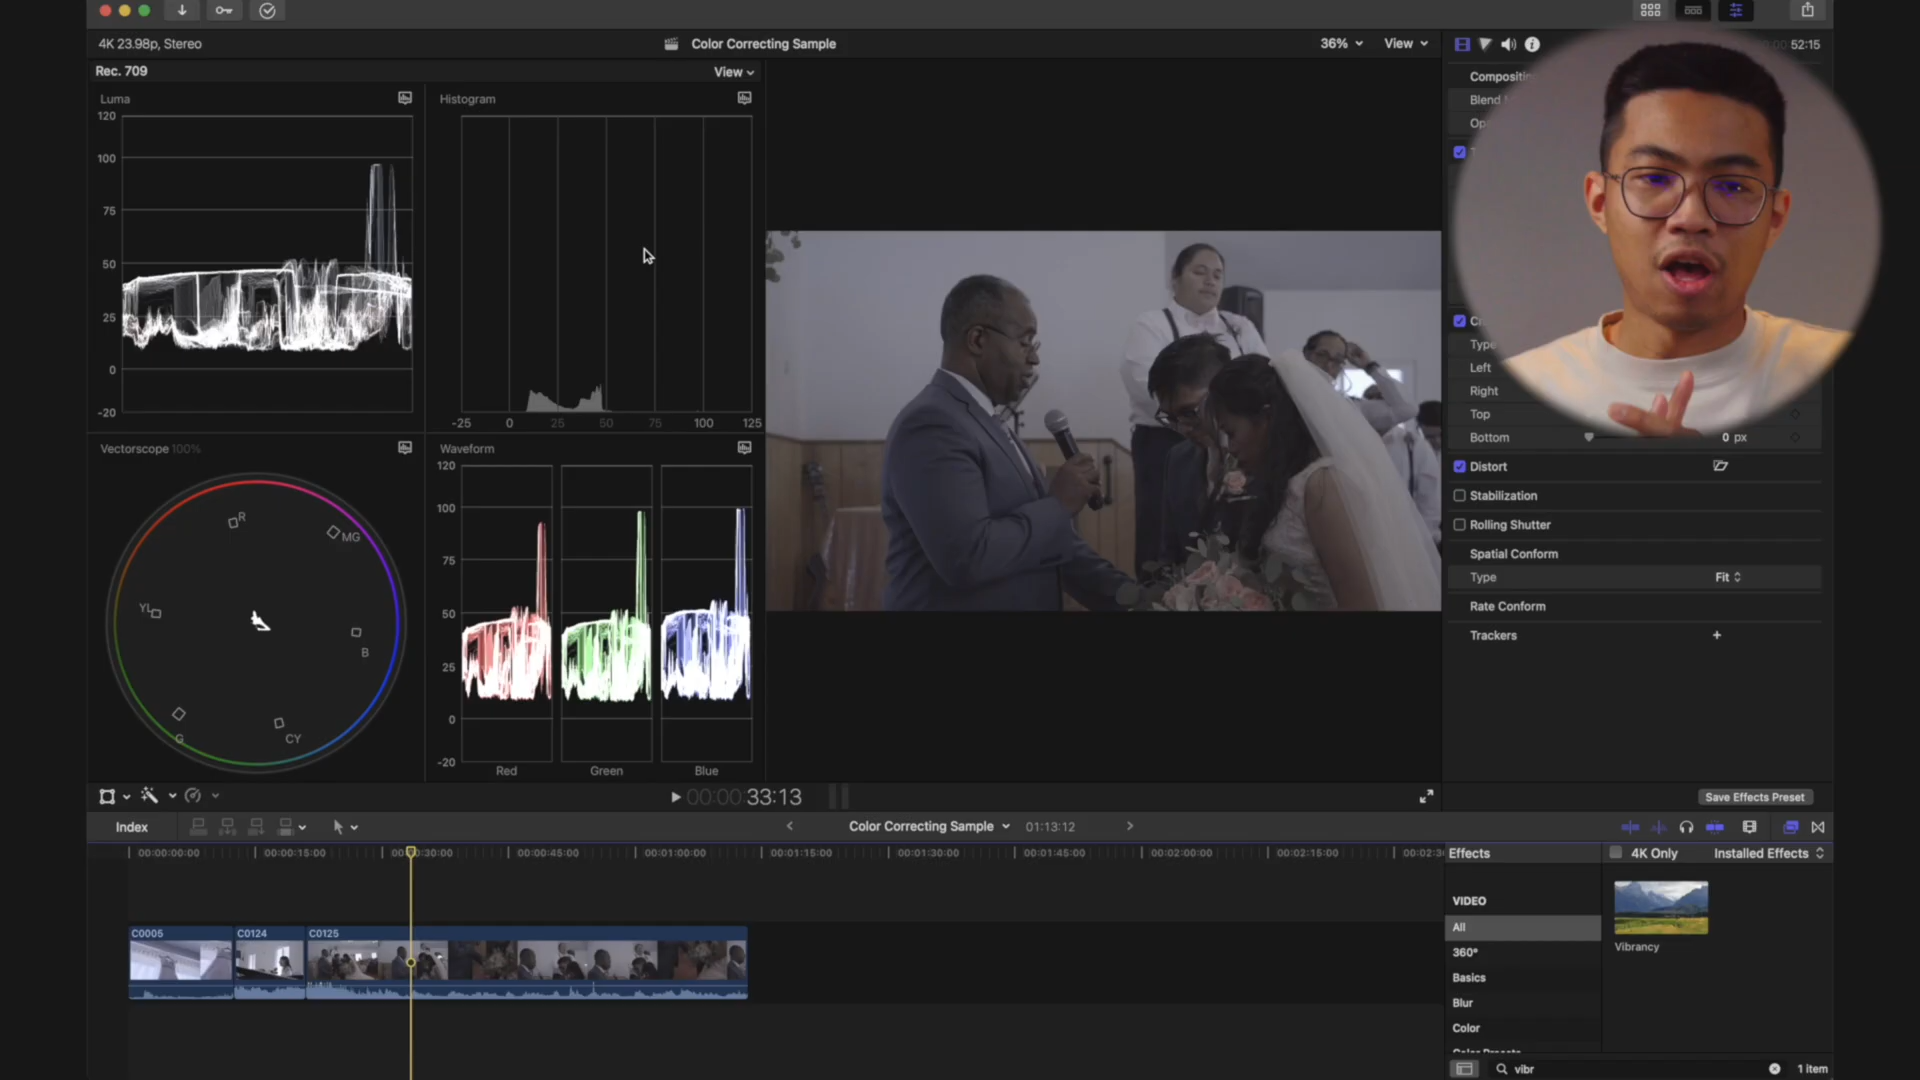 4K 23.98p, Stereo
Color Correcting Sample
36%
View
52:15
Rec. 709
View
Luma
120
100
75
50
25
0
-20
Histogram
-25 0 25 50 75 100 125
Vectorscope 100%
R
MG
YL
B
G
CY
Waveform
120
100
75
50
25
0
-20
Red
Green
Blue
Blend
Type
Left
Right
Top
Bottom
0 px
Distort
Stabilization
Rolling Shutter
Spatial Conform
Type
Fit
Rate Conform
Trackers
00:00:33:13
Save Effects Preset
Index
Color Correcting Sample
01:13:12
00:00:00:00
00:00:15:00
00:00:30:00
00:00:45:00
00:01:00:00
00:01:15:00
00:01:30:00
00:01:45:00
00:02:00:00
00:02:15:00
C0005
C0124
C0125
Effects
4K Only
Installed Effects
VIDEO
All
360°
Basics
Blur
Color
Vibrancy
vibr
1 item